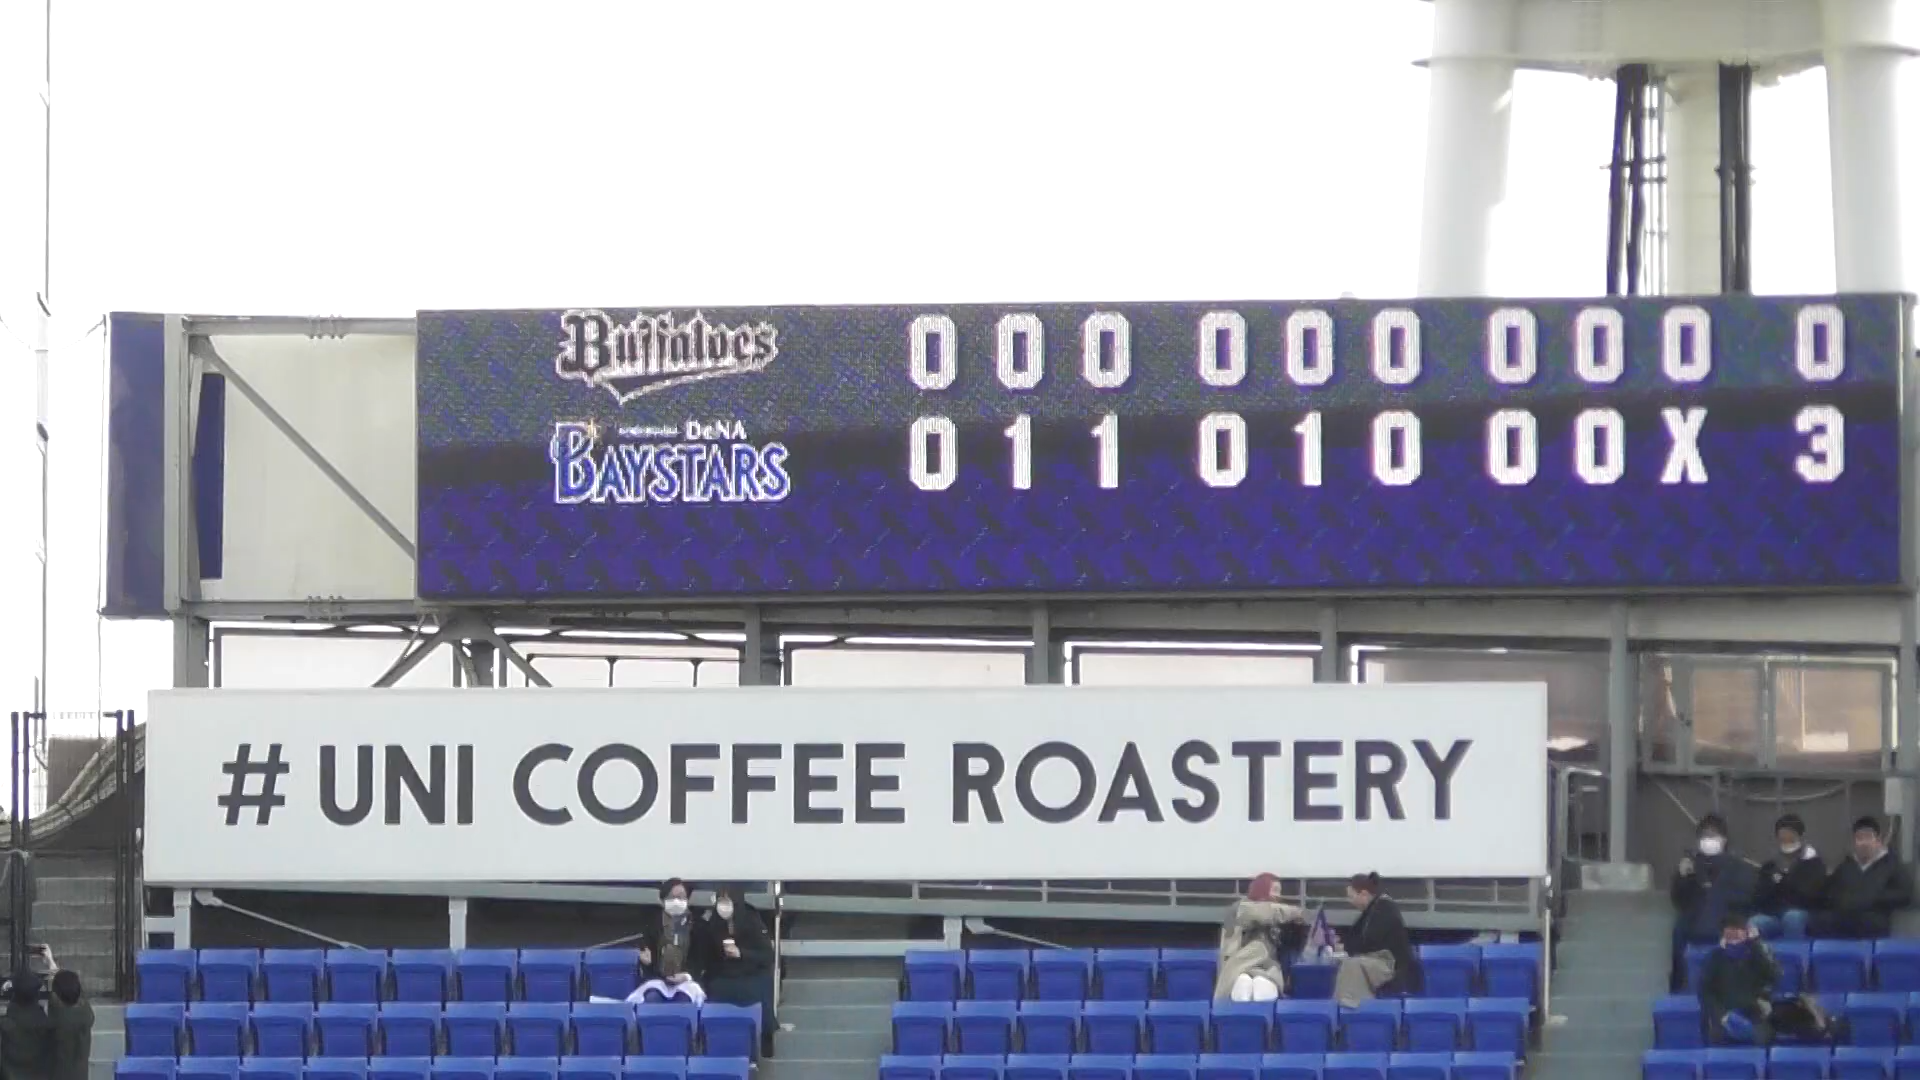 Buffaloes 0 0 0 0 0 0 0 0 0 0
DeNA
BAYSTARS 0 1 1 0 1 0 0 0 X 3
# UNI COFFEE ROASTERY